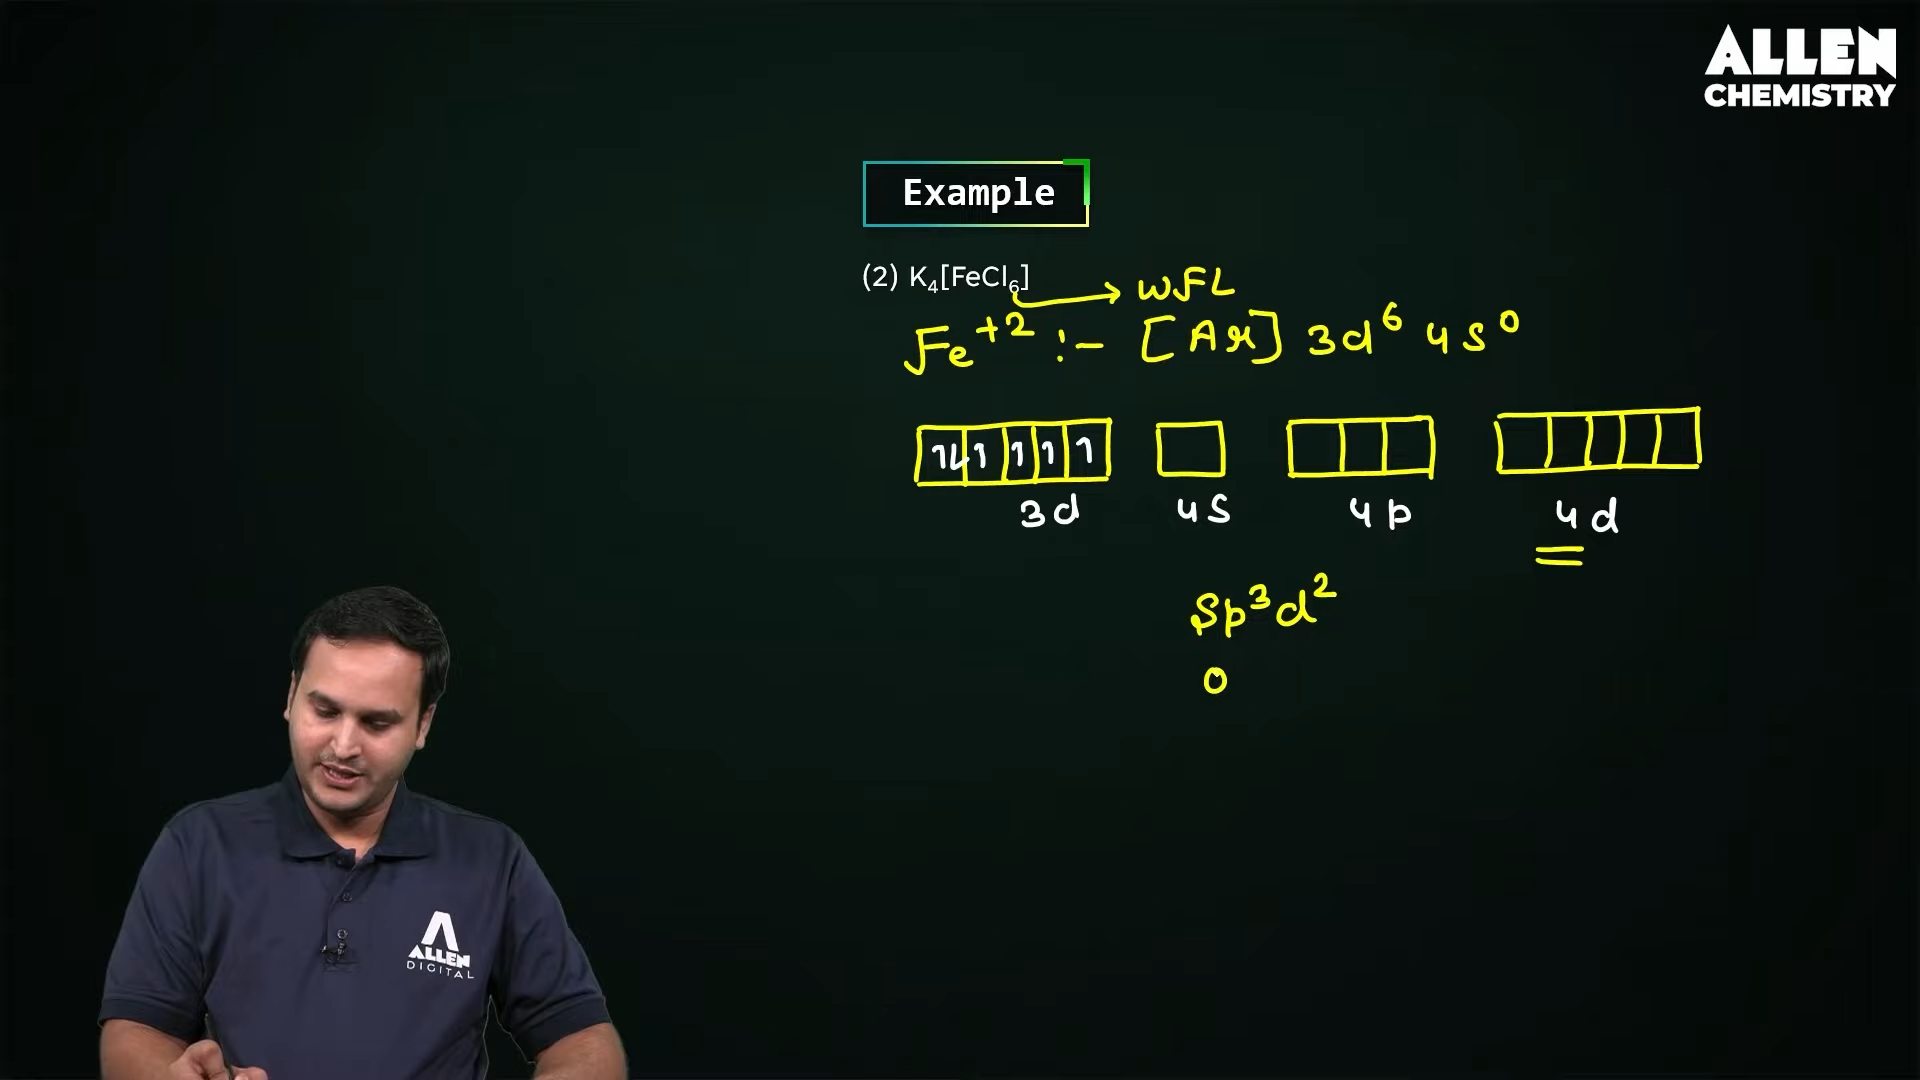 ALLEN
CHEMISTRY
Example
(2) K₄[FeCl₆] → WFL
Fe⁺² :- [Ar] 3d⁶ 4s⁰
1L 1 1 1 1
3d 4s 4p 4d
Sp³d²
O
ALLEN
DIGITAL